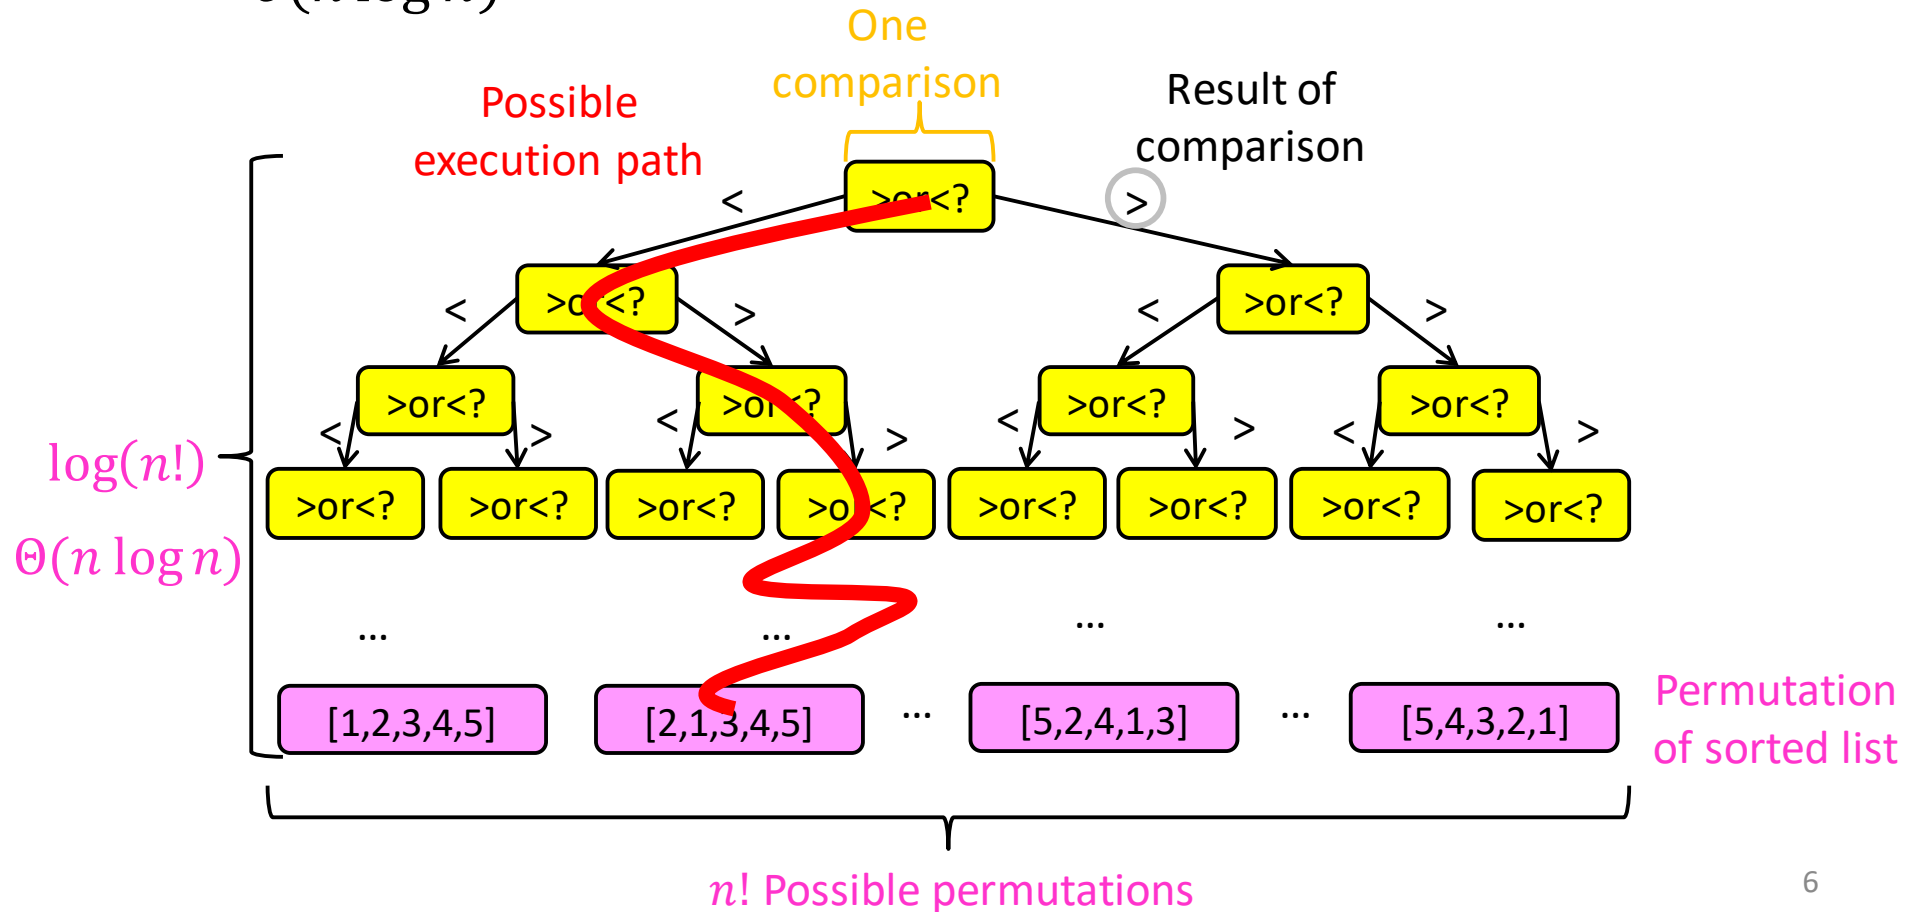 (n log n)
One
comparison
Possible
execution path
Result of
comparison
>or<?
<
>
>or<?
>or<?
<
>
<
>
>or<?
>or<?
>or<?
>or<?
<
>
<
>
<
>
<
>
>or<?
>or<?
>or<?
>or<?
>or<?
>or<?
>or<?
>or<?
log(n!)
Θ(n log n)
...
...
...
...
[1,2,3,4,5]
[2,1,3,4,5]
...
[5,2,4,1,3]
...
[5,4,3,2,1]
Permutation
of sorted list
n! Possible permutations
6